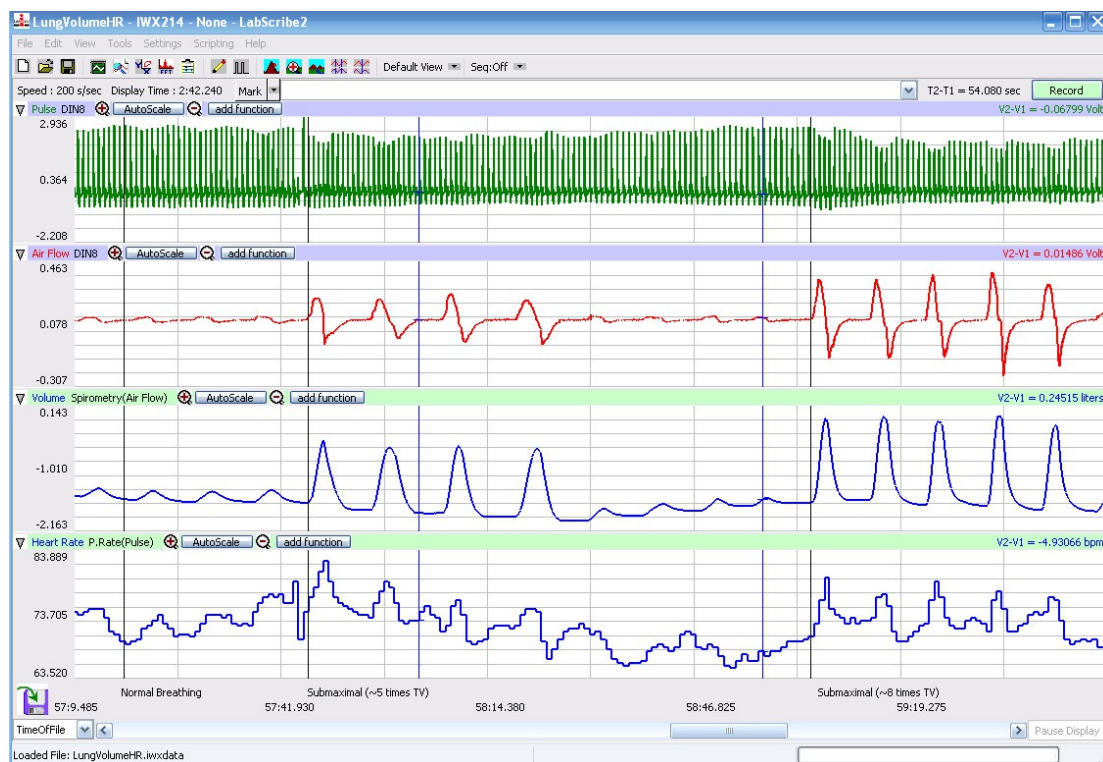 LungVolumeHR - IWX214 - None - LabScribe2
File Edit View Tools Settings Scripting Help
Default View Seq:Off
Speed : 200 s/sec Display Time : 2:42.240 Mark T2-T1 = 54.080 sec Record
Pulse DIN8 AutoScale add function V2-V1 = -0.06799 Volt
2.936
0.364
-2.208
Air Flow DIN8 AutoScale add function V2-V1 = 0.01486 Volt
0.463
0.078
-0.307
Volume Spirometry(Air Flow) AutoScale add function V2-V1 = 0.24515 liters
0.143
-1.010
-2.163
Heart Rate P.Rate(Pulse) AutoScale add function V2-V1 = -4.93066 bpm
83.889
73.705
63.520
Normal Breathing Submaximal (~5 times TV) Submaximal (~8 times TV)
57:9.485 57:41.930 58:14.380 58:46.825 59:19.275
TimeOfFile Pause Display
Loaded File: LungVolumeHR.iwxdata